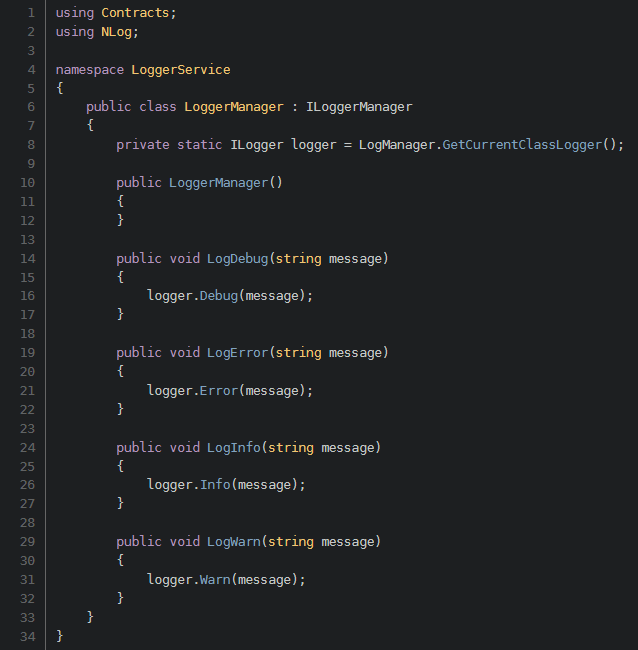 1 using Contracts;
2 using NLog;
3
4 namespace LoggerService
5 {
6     public class LoggerManager : ILoggerManager
7     {
8         private static ILogger logger = LogManager.GetCurrentClassLogger();
9
10         public LoggerManager()
11         {
12         }
13
14         public void LogDebug(string message)
15         {
16             logger.Debug(message);
17         }
18
19         public void LogError(string message)
20         {
21             logger.Error(message);
22         }
23
24         public void LogInfo(string message)
25         {
26             logger.Info(message);
27         }
28
29         public void LogWarn(string message)
30         {
31             logger.Warn(message);
32         }
33     }
34 }